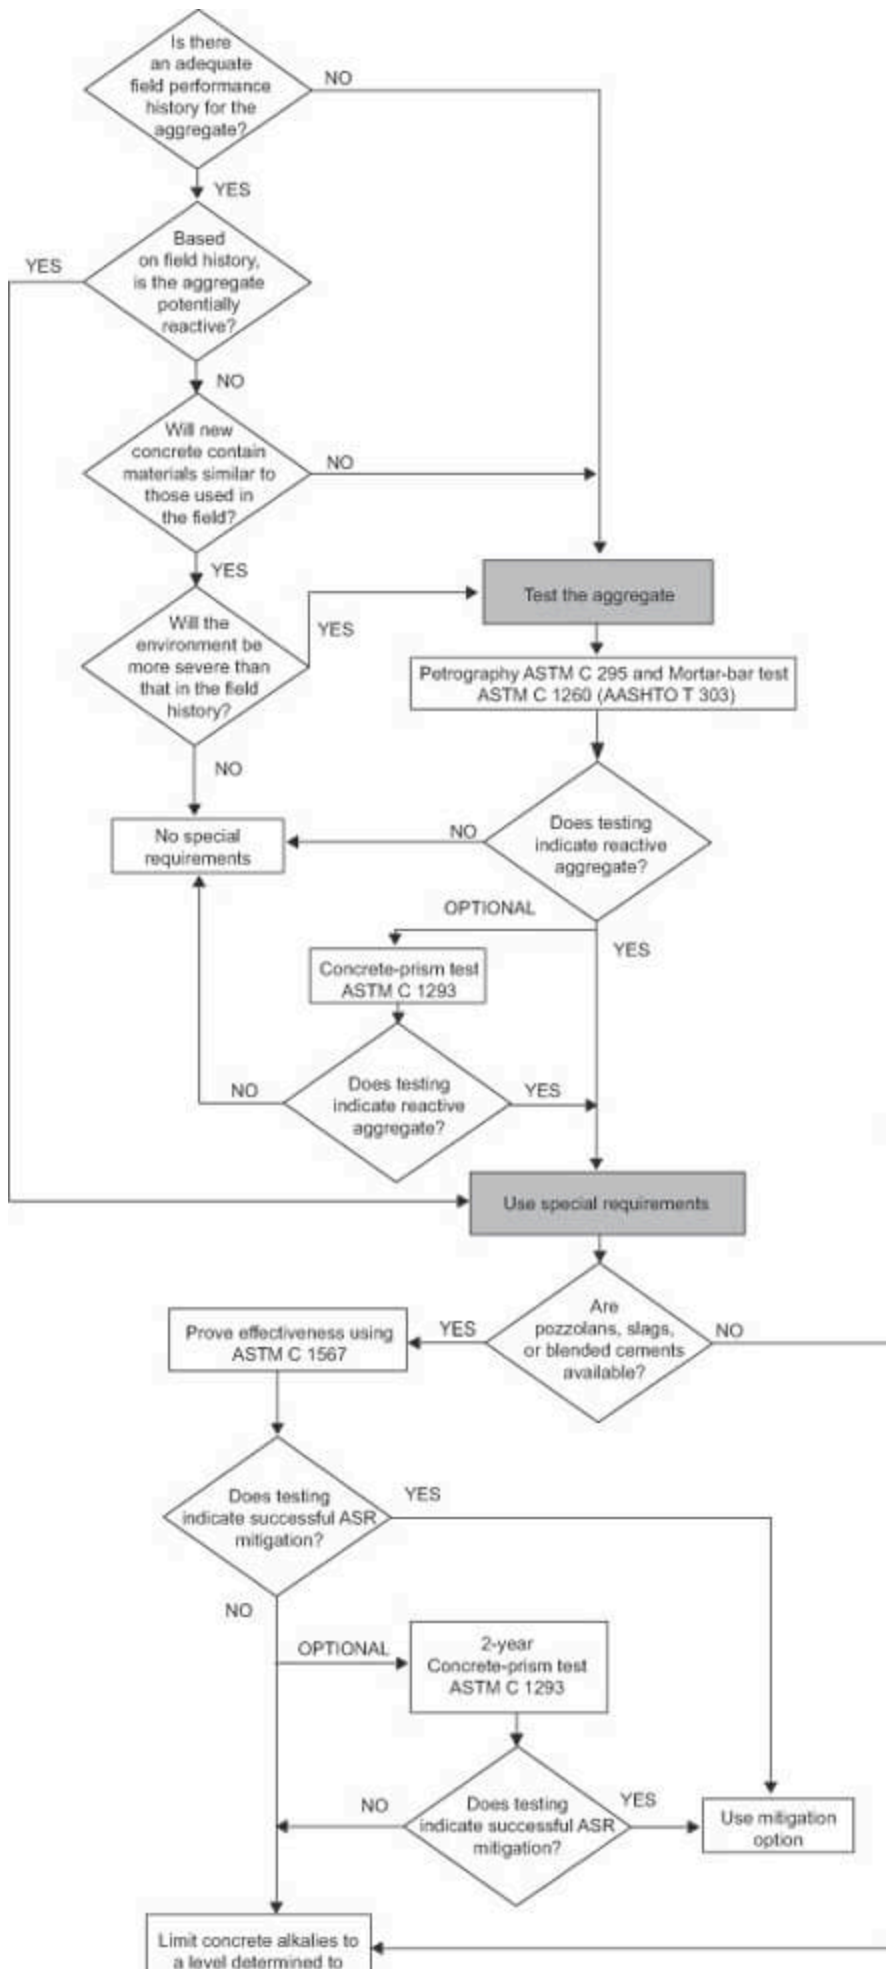 Is there
an adequate
field performance
history for the
aggregate?
NO
YES
Based
on field history,
is the aggregate
potentially
reactive?
YES
NO
Will new
concrete contain
materials similar to
those used in
the field?
NO
YES
Will the
environment be
more severe than
that in the field
history?
YES
NO
Test the aggregate
Petrography ASTM C 295 and Mortar-bar test
ASTM C 1260 (AASHTO T 303)
Does testing
indicate reactive
aggregate?
NO
No special
requirements
OPTIONAL
YES
Concrete-prism test
ASTM C 1293
Does testing
indicate reactive
aggregate?
NO
YES
Use special requirements
Are
pozzolans, slags,
or blended cements
available?
YES
NO
Prove effectiveness using
ASTM C 1567
Does testing
indicate successful ASR
mitigation?
YES
NO
OPTIONAL
2-year
Concrete-prism test
ASTM C 1293
Does testing
indicate successful ASR
mitigation?
NO
YES
Use mitigation
option
Limit concrete alkalies to
a level determined to